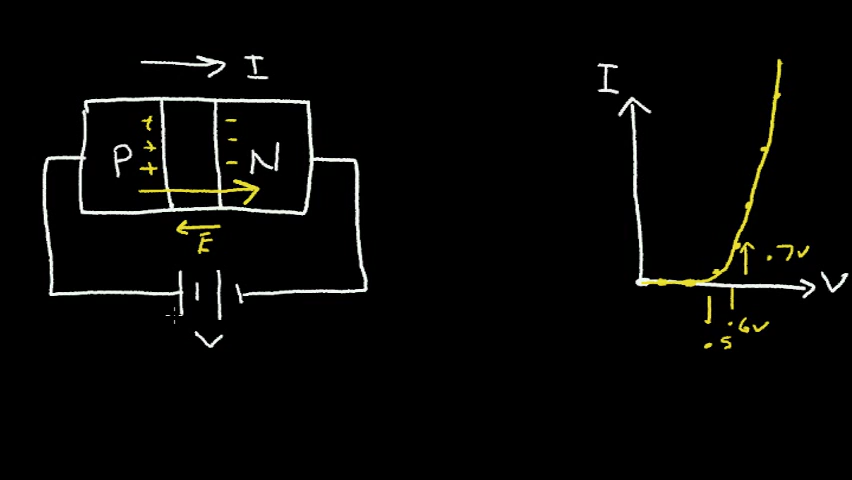 I
P
+
+
+
-
-
-
N
E
V
I
V
.7v
.6v
.5